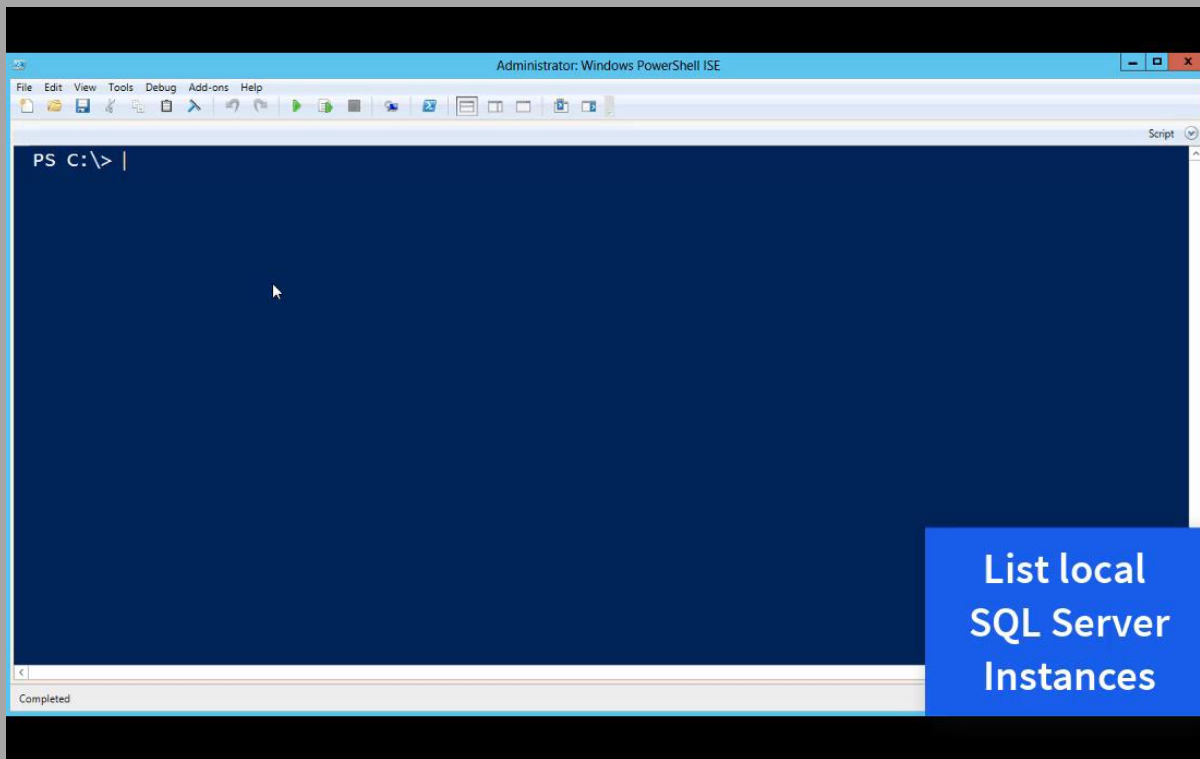 Administrator: Windows PowerShell ISE
File Edit View Tools Debug Add-ons Help
Script
PS C:\>
List local
SQL Server
Instances
Completed